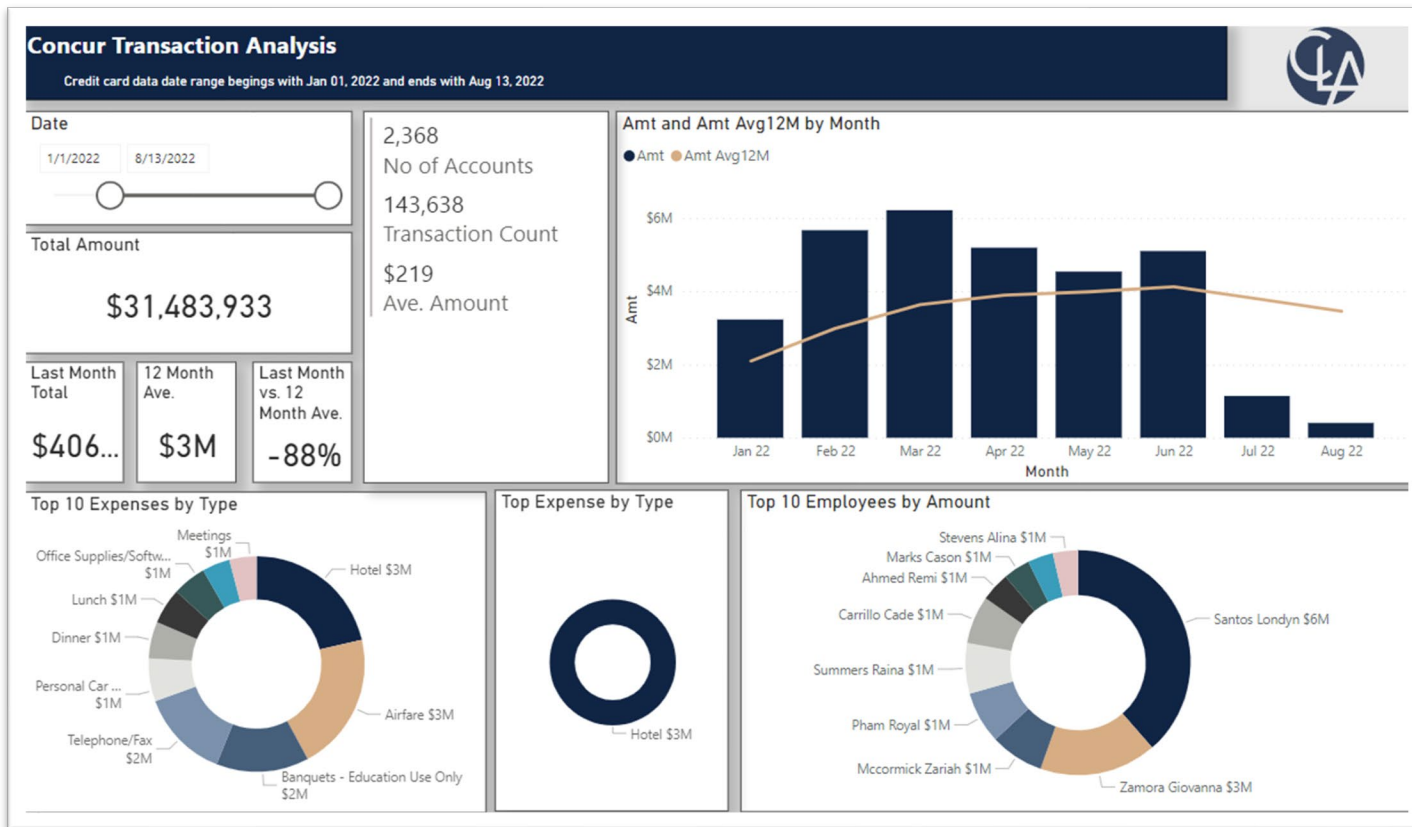 Concur Transaction Analysis
Credit card data date range begings with Jan 01, 2022 and ends with Aug 13, 2022
CLA
Date
1/1/2022 8/13/2022
Total Amount
$31,483,933
Last Month
Total
$406...
12 Month
Ave.
$3M
Last Month
vs. 12
Month Ave.
-88%
2,368
No of Accounts
143,638
Transaction Count
$219
Ave. Amount
Amt and Amt Avg12M by Month
Amt Amt Avg12M
Amt
$6M
$4M
$2M
$0M
Jan 22 Feb 22 Mar 22 Apr 22 May 22 Jun 22 Jul 22 Aug 22
Month
Top 10 Expenses by Type
Meetings
$1M
Office Supplies/Softw...
$1M
Lunch $1M
Dinner $1M
Personal Car ...
$1M
Telephone/Fax
$2M
Hotel $3M
Airfare $3M
Banquets - Education Use Only
$2M
Top Expense by Type
Hotel $3M
Top 10 Employees by Amount
Stevens Alina $1M
Marks Cason $1M
Ahmed Remi $1M
Carrillo Cade $1M
Summers Raina $1M
Pham Royal $1M
Mccormick Zariah $1M
Santos Londyn $6M
Zamora Giovanna $3M